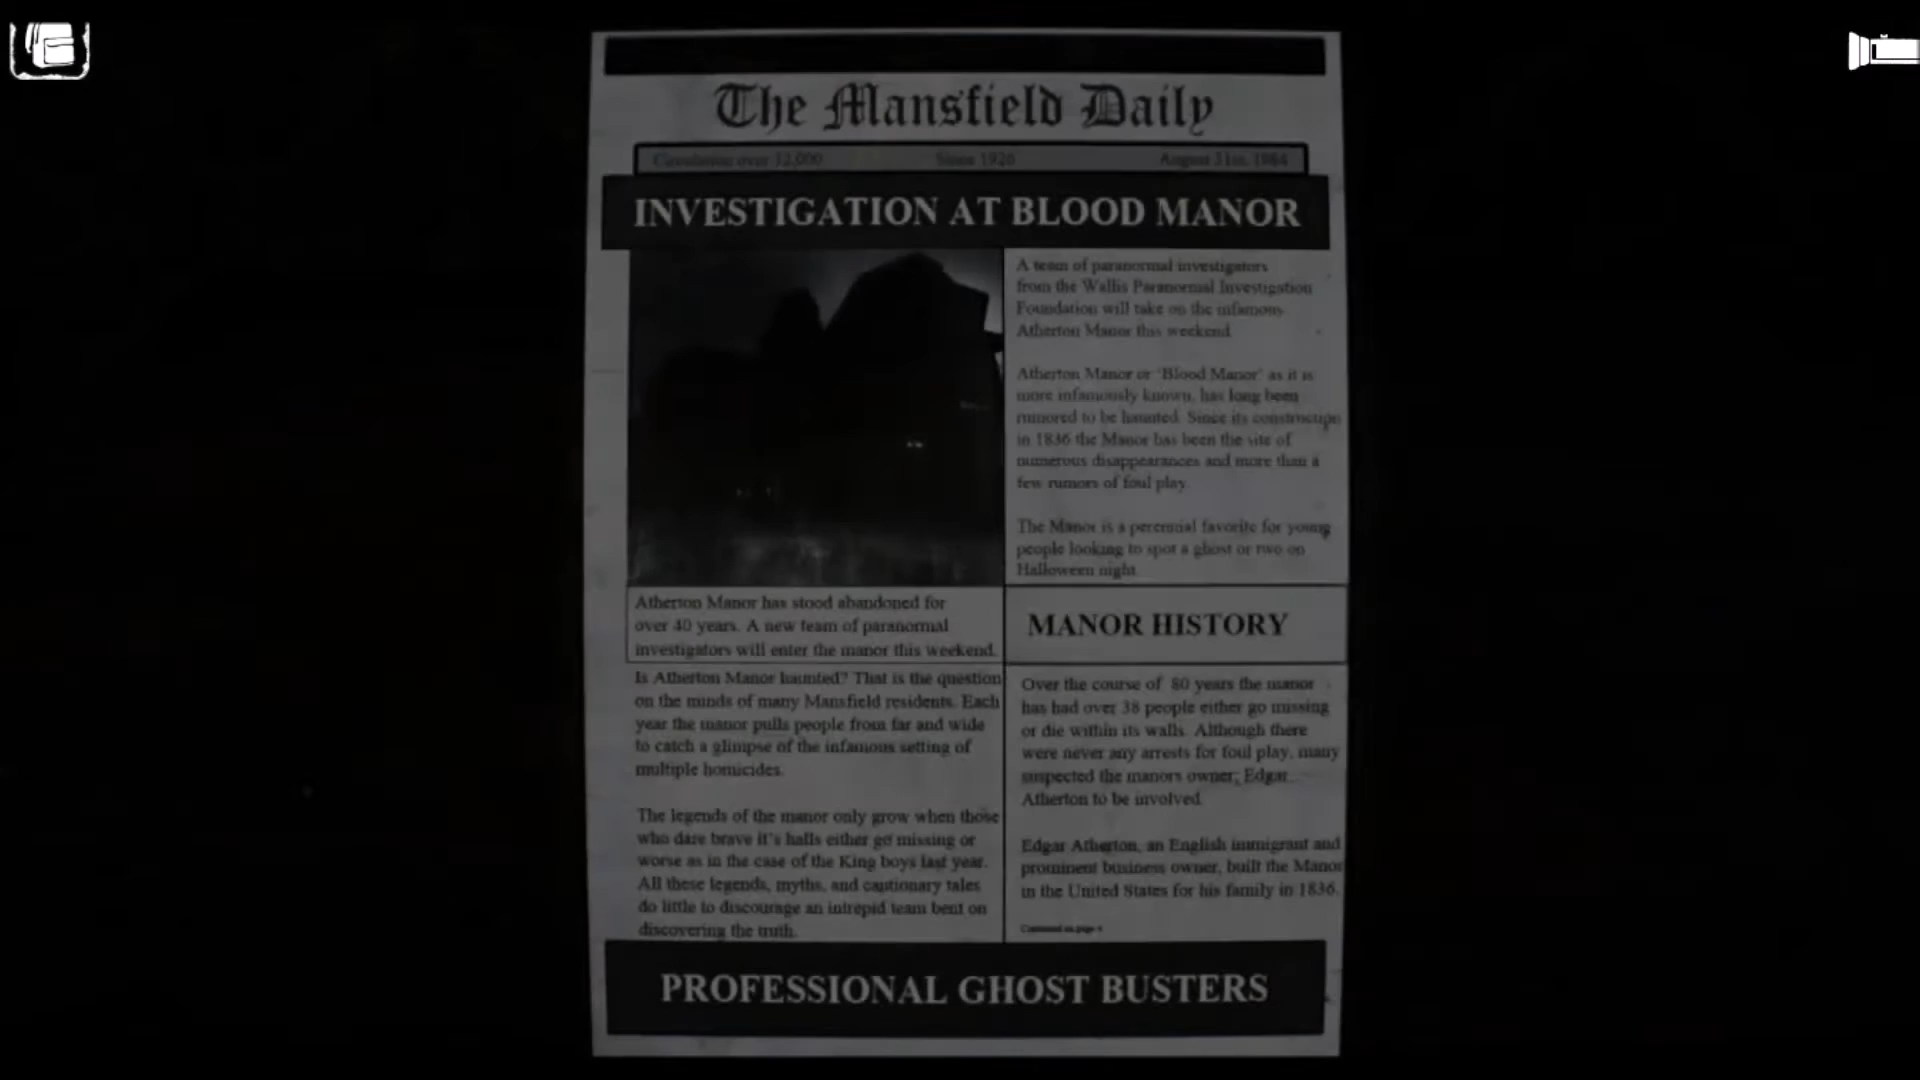 The Mansfield Daily
Circulation over 12,000 Since 1926 August 31st, 1984
INVESTIGATION AT BLOOD MANOR
A team of paranormal investigators
from the Wallis Paranormal Investigation
Foundation will take on the infamous
Atherton Manor this weekend.
Atherton Manor or 'Blood Manor' as it is
more infamously known, has long been
rumored to be haunted. Since its constructio
in 1836 the Manor has been the site of
numerous disappearances and more than a
few rumors of foul play.
The Manor is a perennial favorite for young
people looking to spot a ghost or two on
Halloween night.
Atherton Manor has stood abandoned for
over 40 years. A new team of paranormal
investigators will enter the manor this weekend.
Is Atherton Manor haunted? That is the question
on the minds of many Mansfield residents. Each
year the manor pulls people from far and wide
to catch a glimpse of the infamous setting of
multiple homicides.
The legends of the manor only grow when those
who dare brave it's halls either go missing or
worse as in the case of the King boys last year.
All these legends, myths, and cautionary tales
do little to discourage an intrepid team bent on
discovering the truth.
MANOR HISTORY
Over the course of 80 years the manor
has had over 38 people either go missing
or die within its walls. Although there
were never any arrests for foul play, many
suspected the manors owner, Edgar
Atherton to be involved.
Edgar Atherton, an English immigrant and
prominent business owner, built the Manor
in the United States for his family in 1836.
Continued on page 4
PROFESSIONAL GHOST BUSTERS